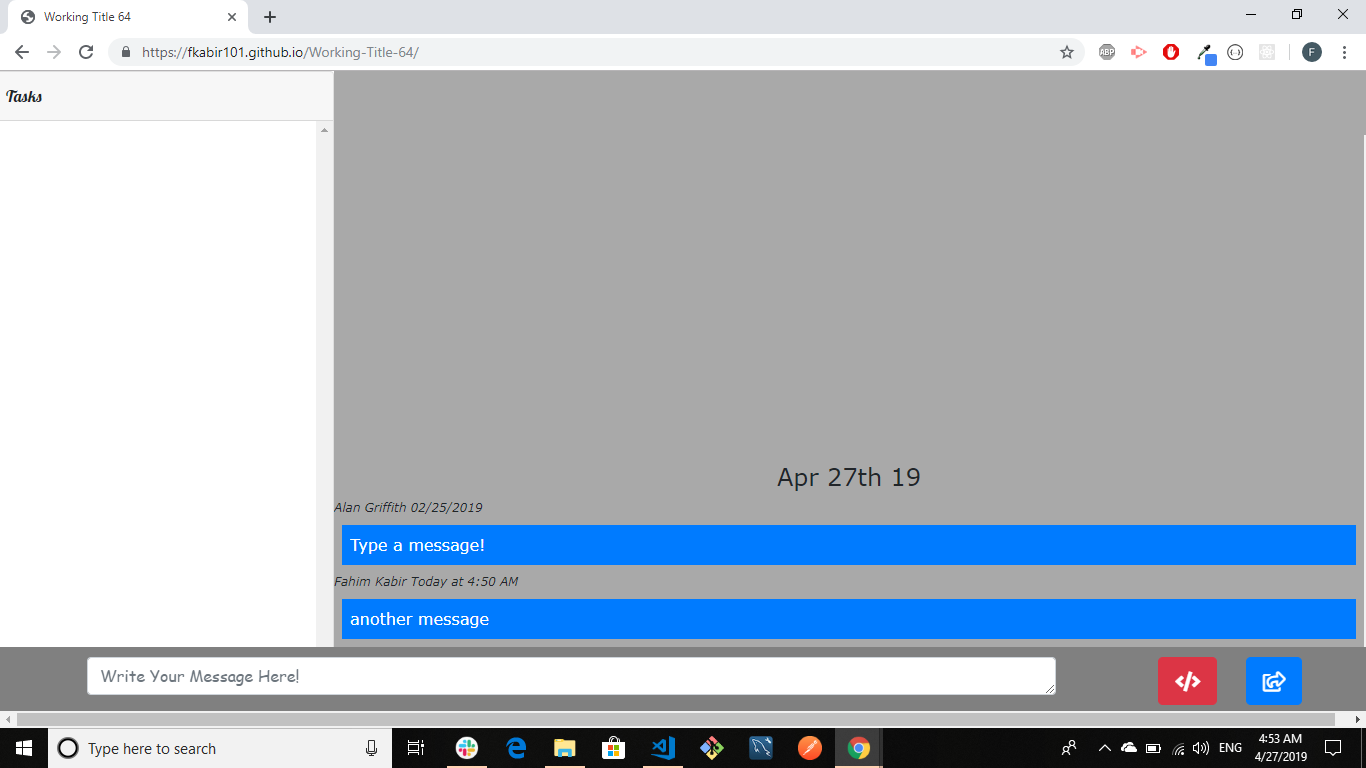 Working Title 64
https://fkabir101.github.io/Working-Title-64/
ABP
F
Tasks
Apr 27th 19
Alan Griffith 02/25/2019
Type a message!
Fahim Kabir Today at 4:50 AM
another message
Write Your Message Here!
Type here to search
ENG
4:53 AM
4/27/2019